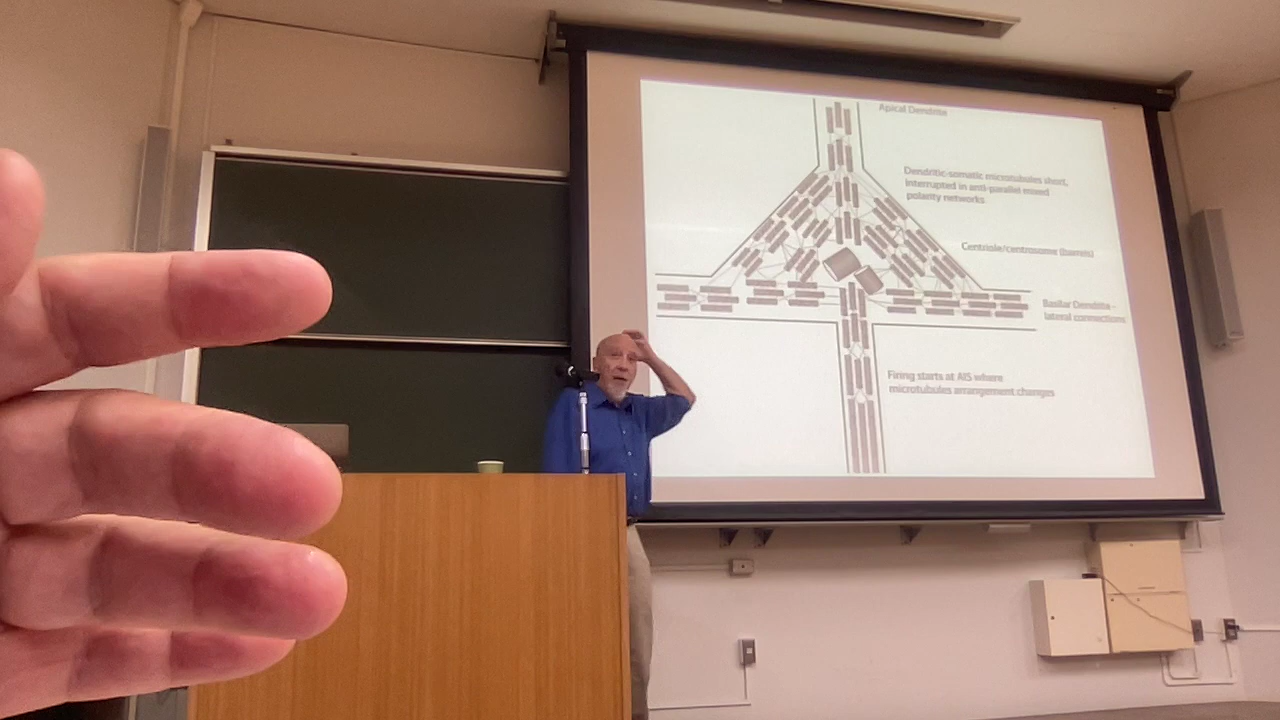 Apical Dendrite
Dendritic-somatic microtubules short,
interrupted in anti-parallel mixed
polarity networks
Centriole/centrosome (barrels)
Basilar Dendrite -
lateral connections
Firing starts at AIS where
microtubules arrangement changes